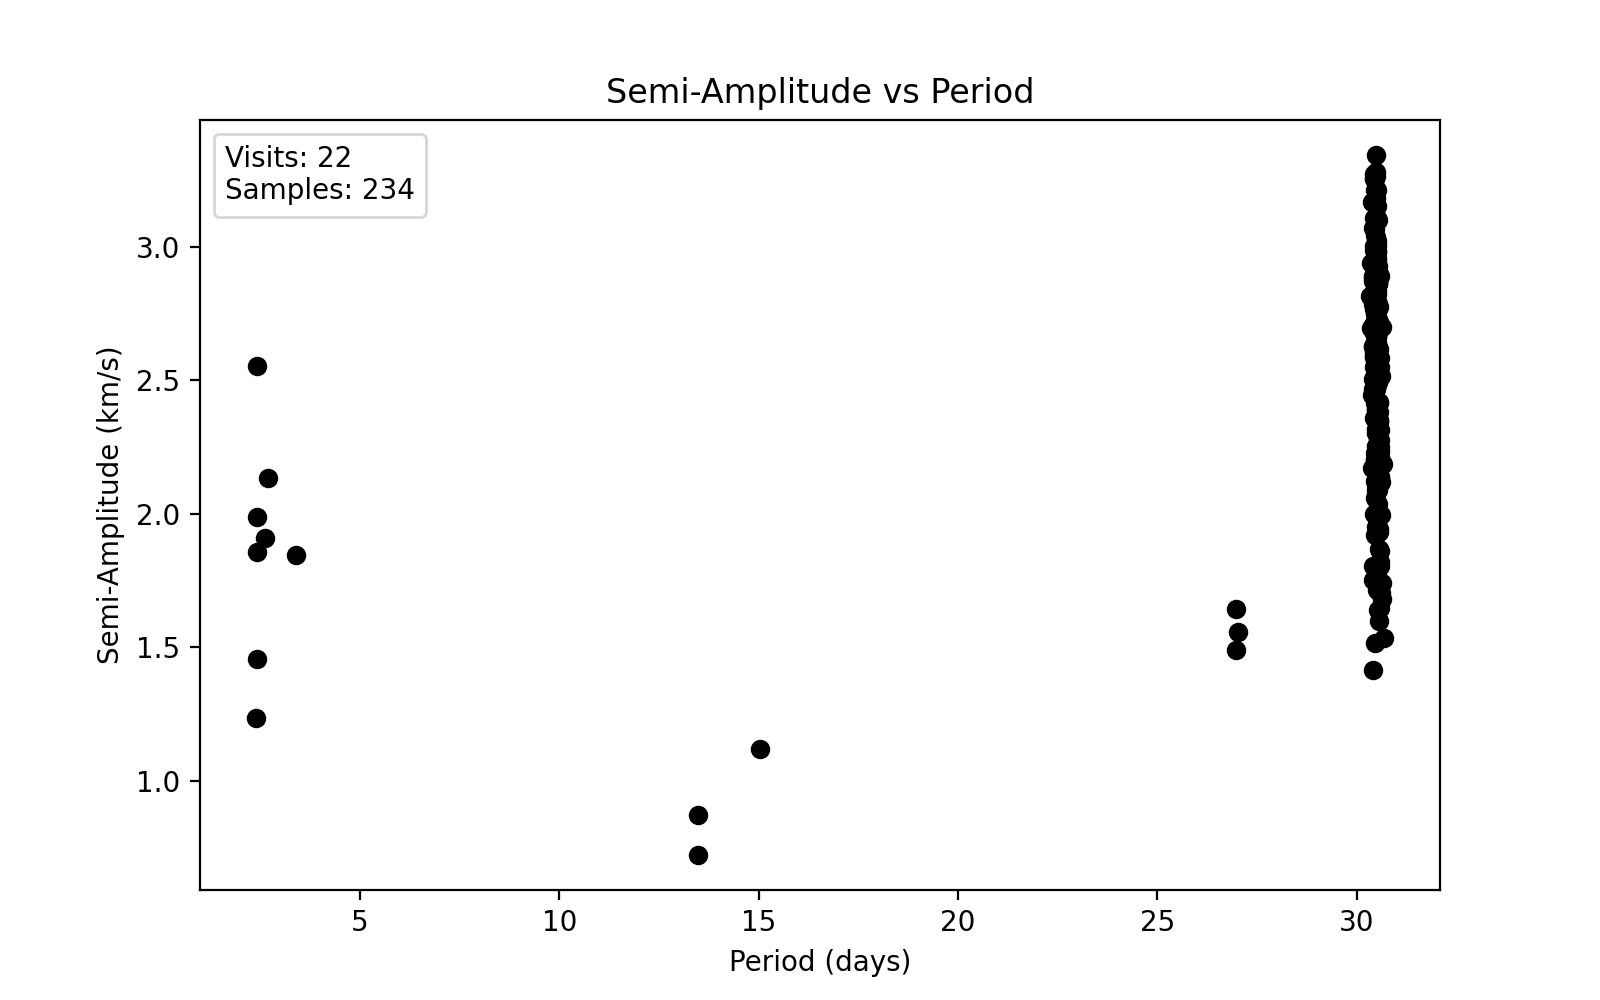 Semi-Amplitude vs Period
Visits: 22
Samples: 234
Semi-Amplitude (km/s)
3.0
2.5
2.0
1.5
1.0
5 10 15 20 25 30
Period (days)